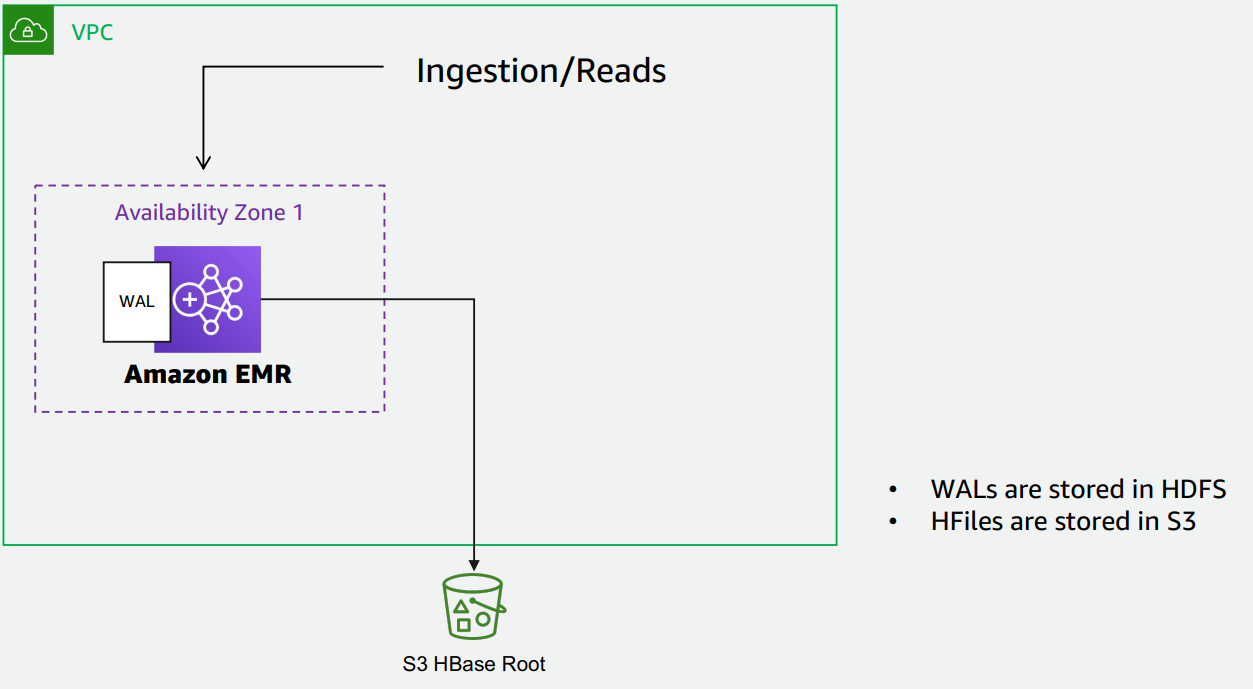 VPC
Ingestion/Reads
Availability Zone 1
WAL
Amazon EMR
• WALs are stored in HDFS
• HFiles are stored in S3
S3 HBase Root